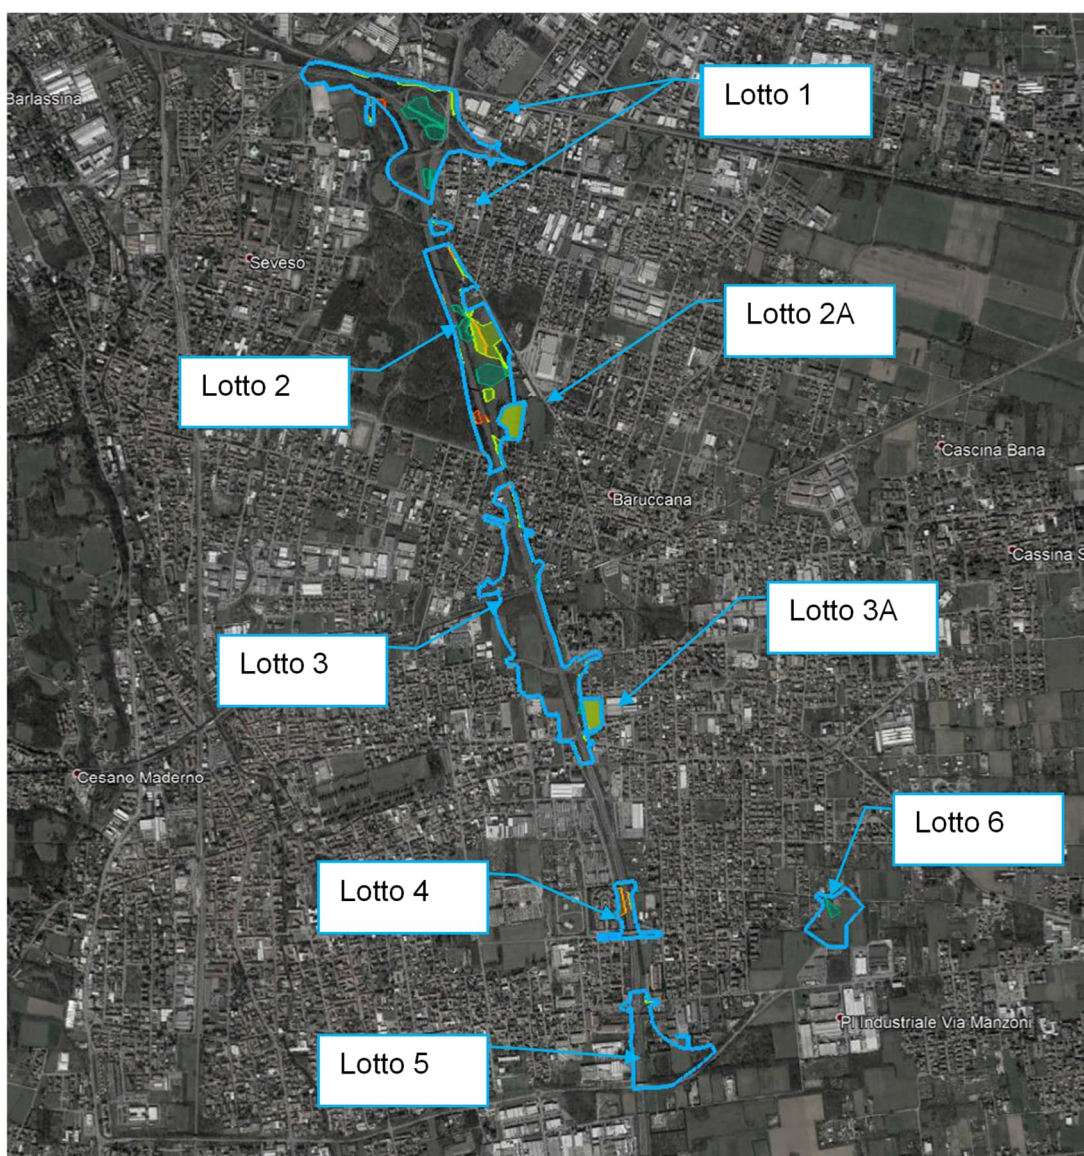 Lotto 1
Barlassina
Seveso
Lotto 2A
Lotto 2
Cascina Bana
Baruccana
Cassina S
Lotto 3A
Lotto 3
Cesano Maderno
Lotto 6
Lotto 4
PI Industriale Via Manzoni
Lotto 5